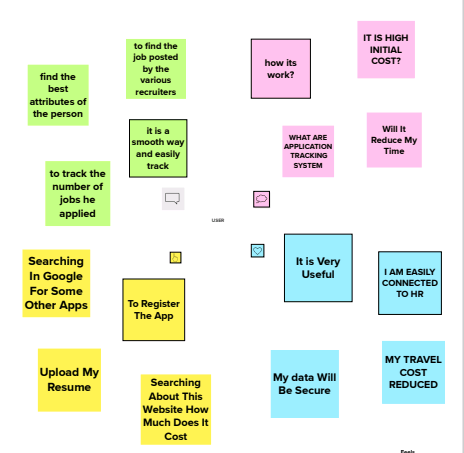 find the
best
attributes of
the person
to find the
job posted
by the
various
recruiters
it is a
smooth way
and easily
track
to track the
number of
jobs he
applied
how its
work?
IT IS HIGH
INITIAL
COST?
WHAT ARE
APPLICATION
TRACKING
SYSTEM
Will It
Reduce My
Time
USER
Searching
In Google
For Some
Other Apps
To Register
The App
Upload My
Resume
Searching
About This
Website How
Much Does It
Cost
It is Very
Useful
I AM EASILY
CONNECTED
TO HR
My data Will
Be Secure
MY TRAVEL
COST
REDUCED